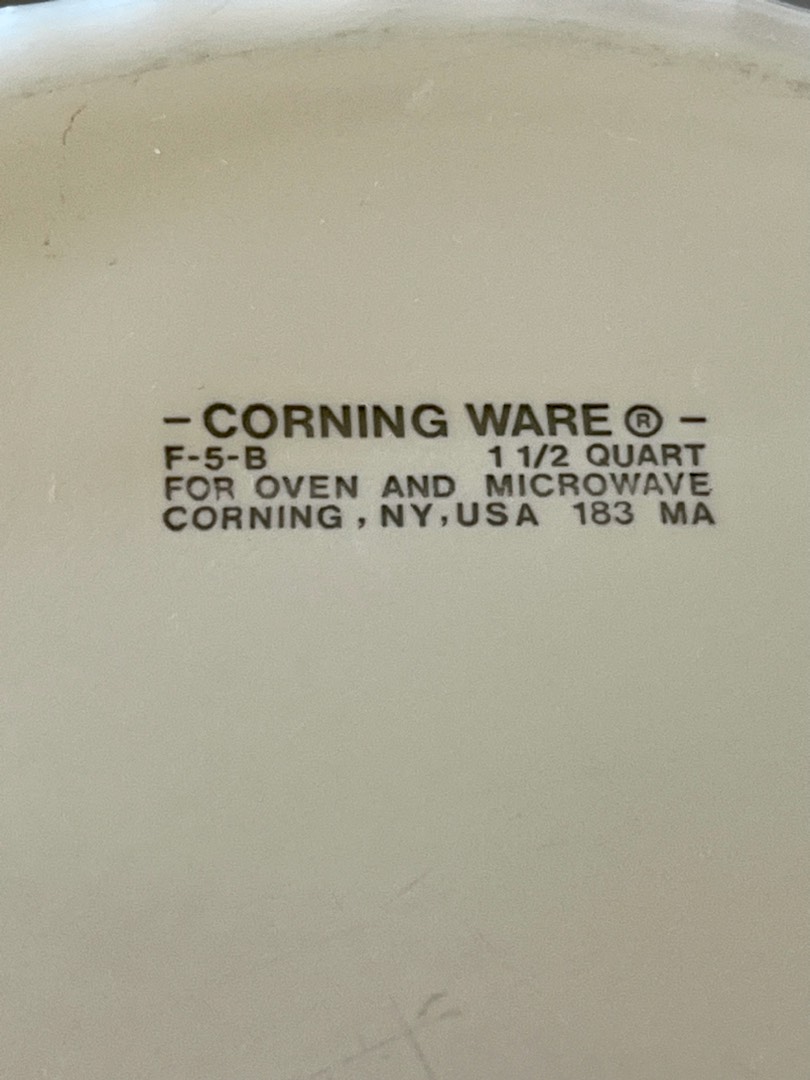 - CORNING WARE ® -
F-5-B 1 1/2 QUART
FOR OVEN AND MICROWAVE
CORNING , NY, USA 183 MA